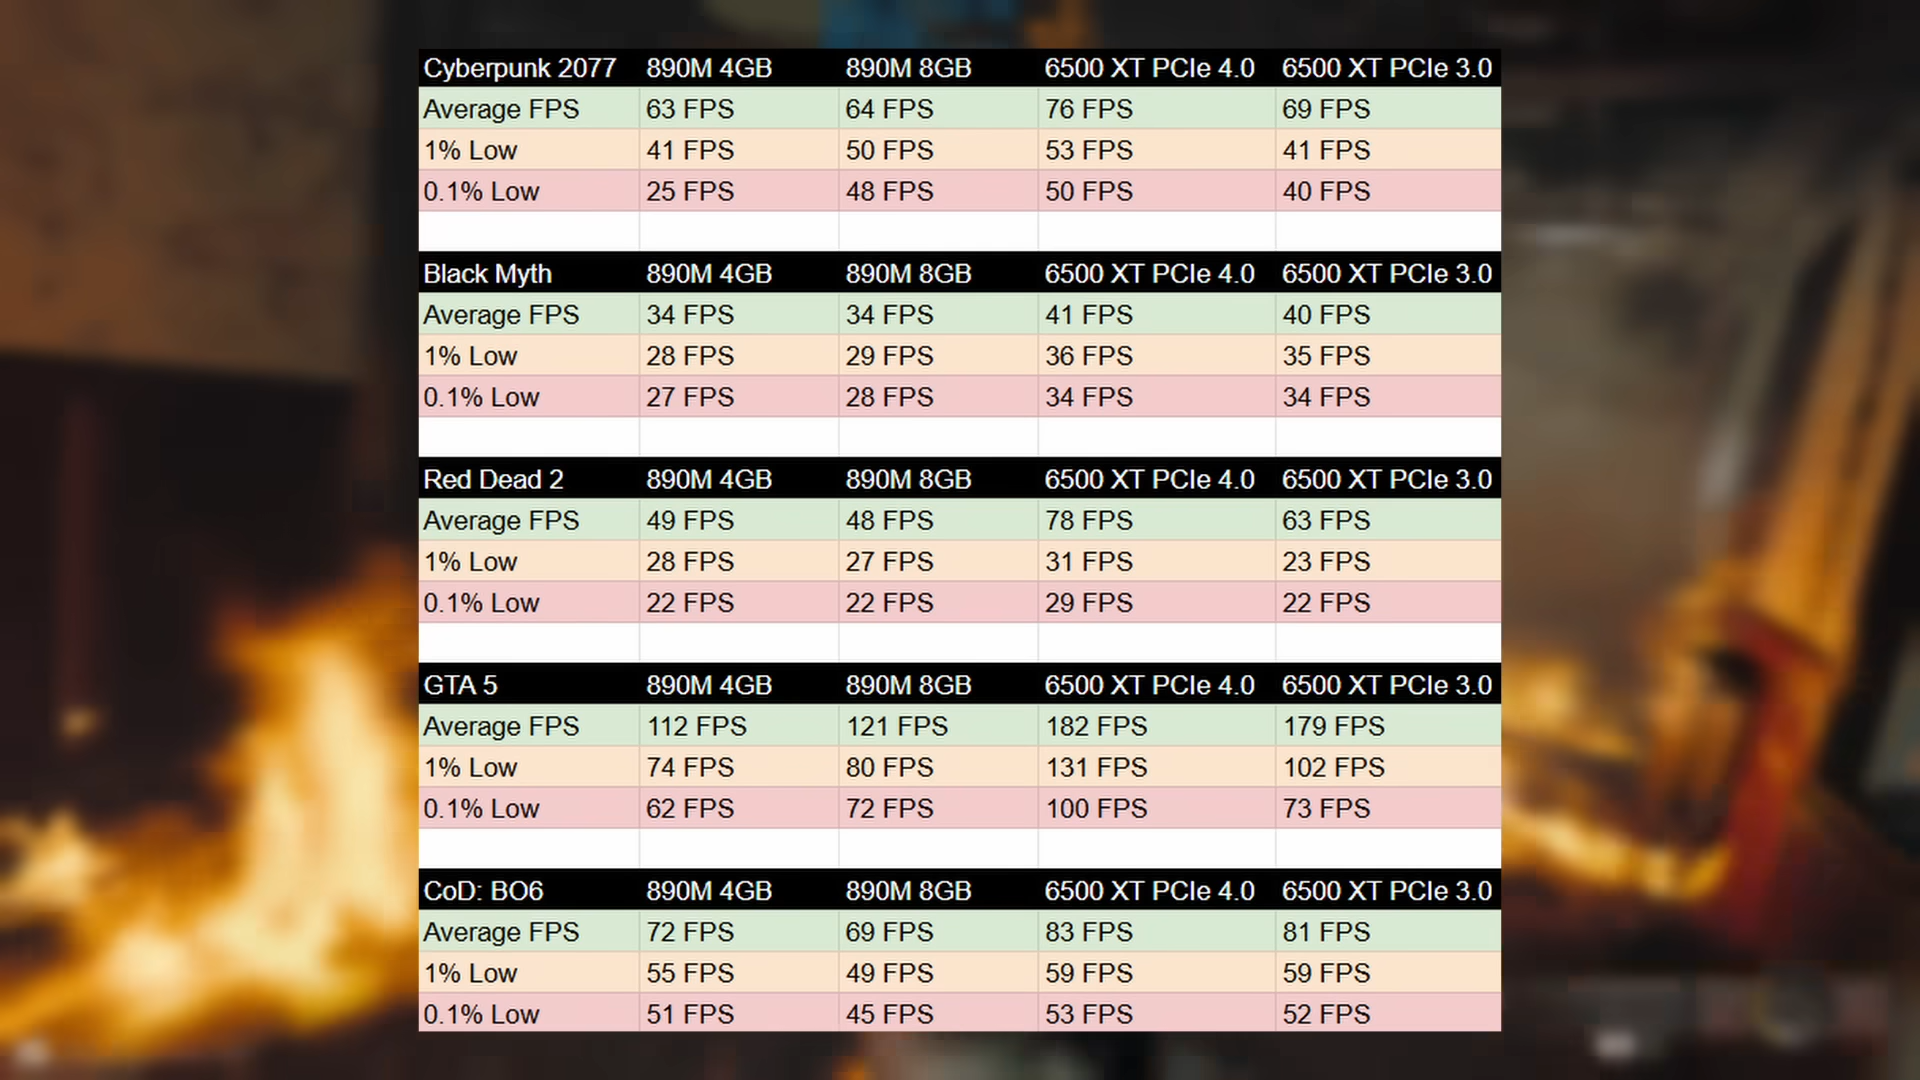 Cyberpunk 2077 890M 4GB 890M 8GB 6500 XT PCIe 4.0 6500 XT PCIe 3.0
Average FPS 63 FPS 64 FPS 76 FPS 69 FPS
1% Low 41 FPS 50 FPS 53 FPS 41 FPS
0.1% Low 25 FPS 48 FPS 50 FPS 40 FPS
Black Myth 890M 4GB 890M 8GB 6500 XT PCIe 4.0 6500 XT PCIe 3.0
Average FPS 34 FPS 34 FPS 41 FPS 40 FPS
1% Low 28 FPS 29 FPS 36 FPS 35 FPS
0.1% Low 27 FPS 28 FPS 34 FPS 34 FPS
Red Dead 2 890M 4GB 890M 8GB 6500 XT PCIe 4.0 6500 XT PCIe 3.0
Average FPS 49 FPS 48 FPS 78 FPS 63 FPS
1% Low 28 FPS 27 FPS 31 FPS 23 FPS
0.1% Low 22 FPS 22 FPS 29 FPS 22 FPS
GTA 5 890M 4GB 890M 8GB 6500 XT PCIe 4.0 6500 XT PCIe 3.0
Average FPS 112 FPS 121 FPS 182 FPS 179 FPS
1% Low 74 FPS 80 FPS 131 FPS 102 FPS
0.1% Low 62 FPS 72 FPS 100 FPS 73 FPS
CoD: BO6 890M 4GB 890M 8GB 6500 XT PCIe 4.0 6500 XT PCIe 3.0
Average FPS 72 FPS 69 FPS 83 FPS 81 FPS
1% Low 55 FPS 49 FPS 59 FPS 59 FPS
0.1% Low 51 FPS 45 FPS 53 FPS 52 FPS